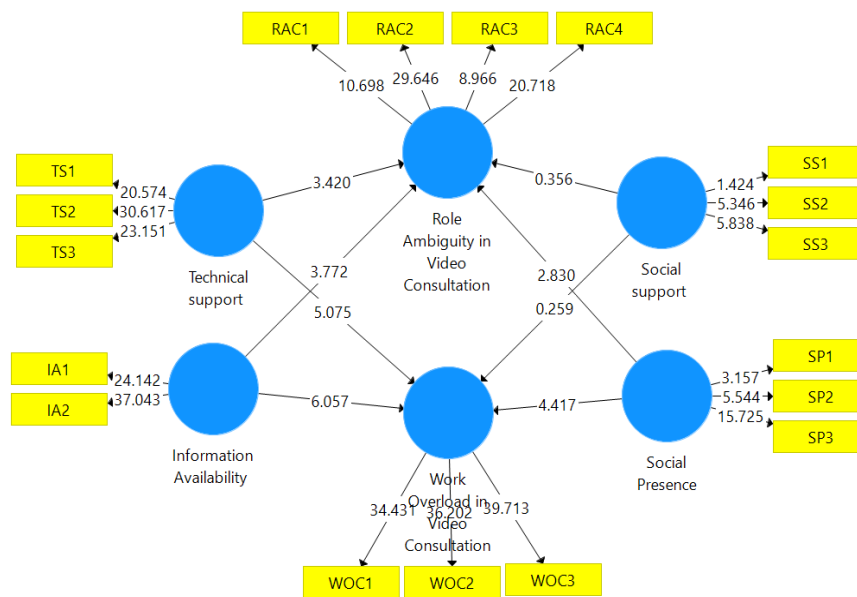 RAC1
RAC2
RAC3
RAC4
10.698
29.646
8.966
20.718
TS1
TS2
TS3
20.574
30.617
23.151
3.420
0.356
1.424
5.346
5.838
SS1
SS2
SS3
Technical
support
Role
Ambiguity in
Video
Consultation
Social
support
3.772
2.830
5.075
0.259
IA1
IA2
24.142
37.043
6.057
4.417
3.157
5.544
15.725
SP1
SP2
SP3
Information
Availability
Work
Overload in
Video
Consultation
Social
Presence
34.431
36.202
39.713
WOC1
WOC2
WOC3